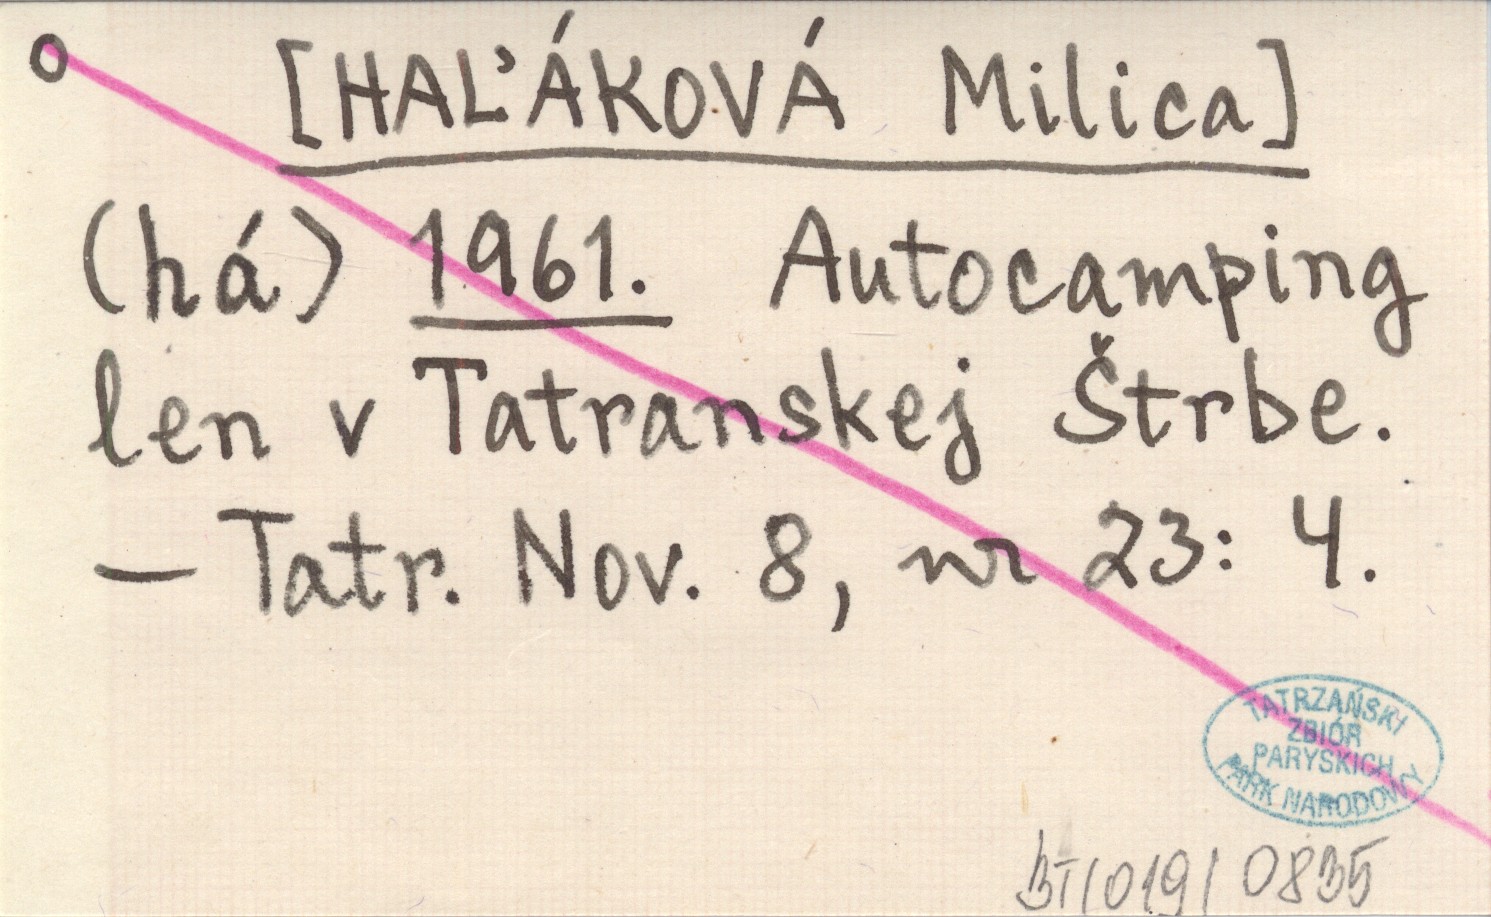 o [HAĽÁKOVÁ Milica]
(há) 1961. Autocamping
len v Tatranskej Štrbe.
— Tatr. Nov. 8, nr 23: 4.
TATRZAŃSKI
ZBIÓR
PARYSKICH
PARK NARODOWY
BT/019/0835